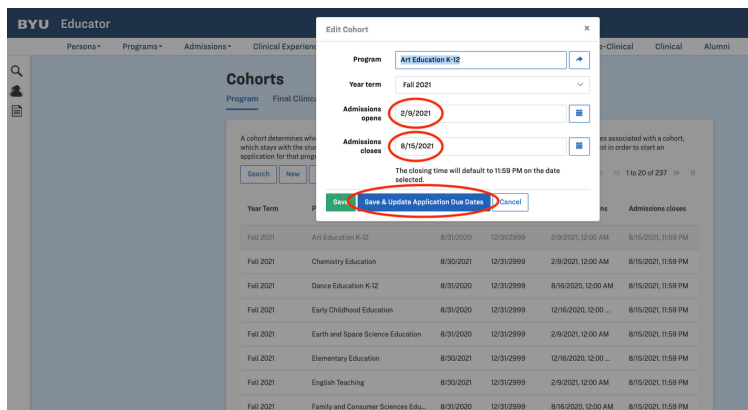 BYU Educator
Persons Programs Admissions Clinical Experienc e-Clinical Clinical Alumni
Cohorts
Program Final Clinica
A cohort determines whi es associated with a cohort,
which stays with the stud st in order to start an
application for that progr
Search New 1 to 20 of 237
Year Term P ns Admissions closes
Edit Cohort ×
Program Art Education K-12
Year term Fall 2021
Admissions opens 2/9/2021
Admissions closes 8/15/2021
The closing time will default to 11:59 PM on the date
selected.
Save Save & Update Application Due Dates Cancel
Fall 2021 Art Education K-12 8/31/2020 12/31/2999 2/9/2021, 12:00 AM 8/15/2021, 11:59 PM
Fall 2021 Chemistry Education 8/30/2021 12/31/2999 2/9/2021, 12:00 AM 8/15/2021, 11:59 PM
Fall 2021 Dance Education K-12 8/31/2020 12/31/2999 8/16/2020, 12:00 AM 8/15/2021, 11:59 PM
Fall 2021 Early Childhood Education 8/31/2020 12/31/2999 12/16/2020, 12:00 ... 8/15/2021, 11:59 PM
Fall 2021 Earth and Space Science Education 8/31/2020 12/31/2999 2/9/2021, 12:00 AM 8/15/2021, 11:59 PM
Fall 2021 Elementary Education 8/30/2021 12/31/2999 12/16/2020, 12:00 ... 8/15/2021, 11:59 PM
Fall 2021 English Teaching 8/30/2021 12/31/2999 2/9/2021, 12:00 AM 8/15/2021, 11:59 PM
Fall 2021 Family and Consumer Sciences Edu... 8/31/2020 12/31/2999 8/16/2020, 12:00 AM 8/15/2021, 11:59 PM